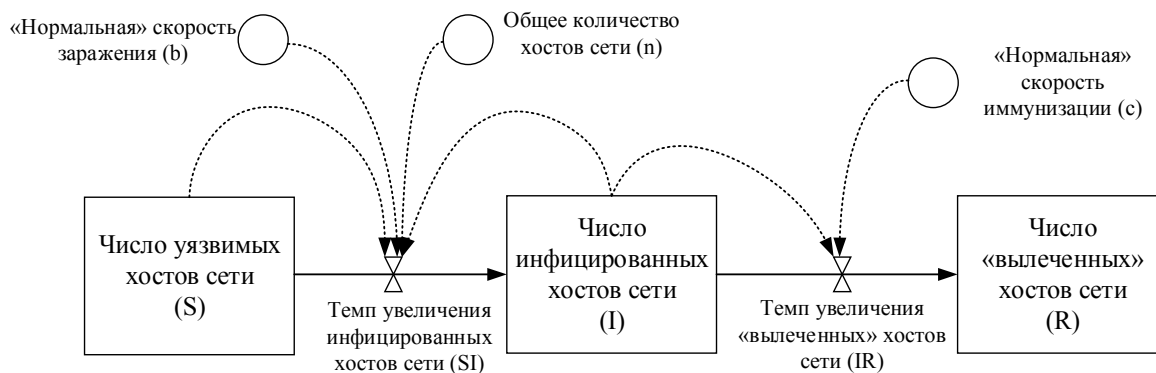 «Нормальная» скорость
заражения (b)
Общее количество
хостов сети (n)
«Нормальная»
скорость
иммунизации (c)
Число уязвимых
хостов сети
(S)
Темп увеличения
инфицированных
хостов сети (SI)
Число
инфицированных
хостов сети
(I)
Темп увеличения
«вылеченных» хостов
сети (IR)
Число
«вылеченных»
хостов сети
(R)